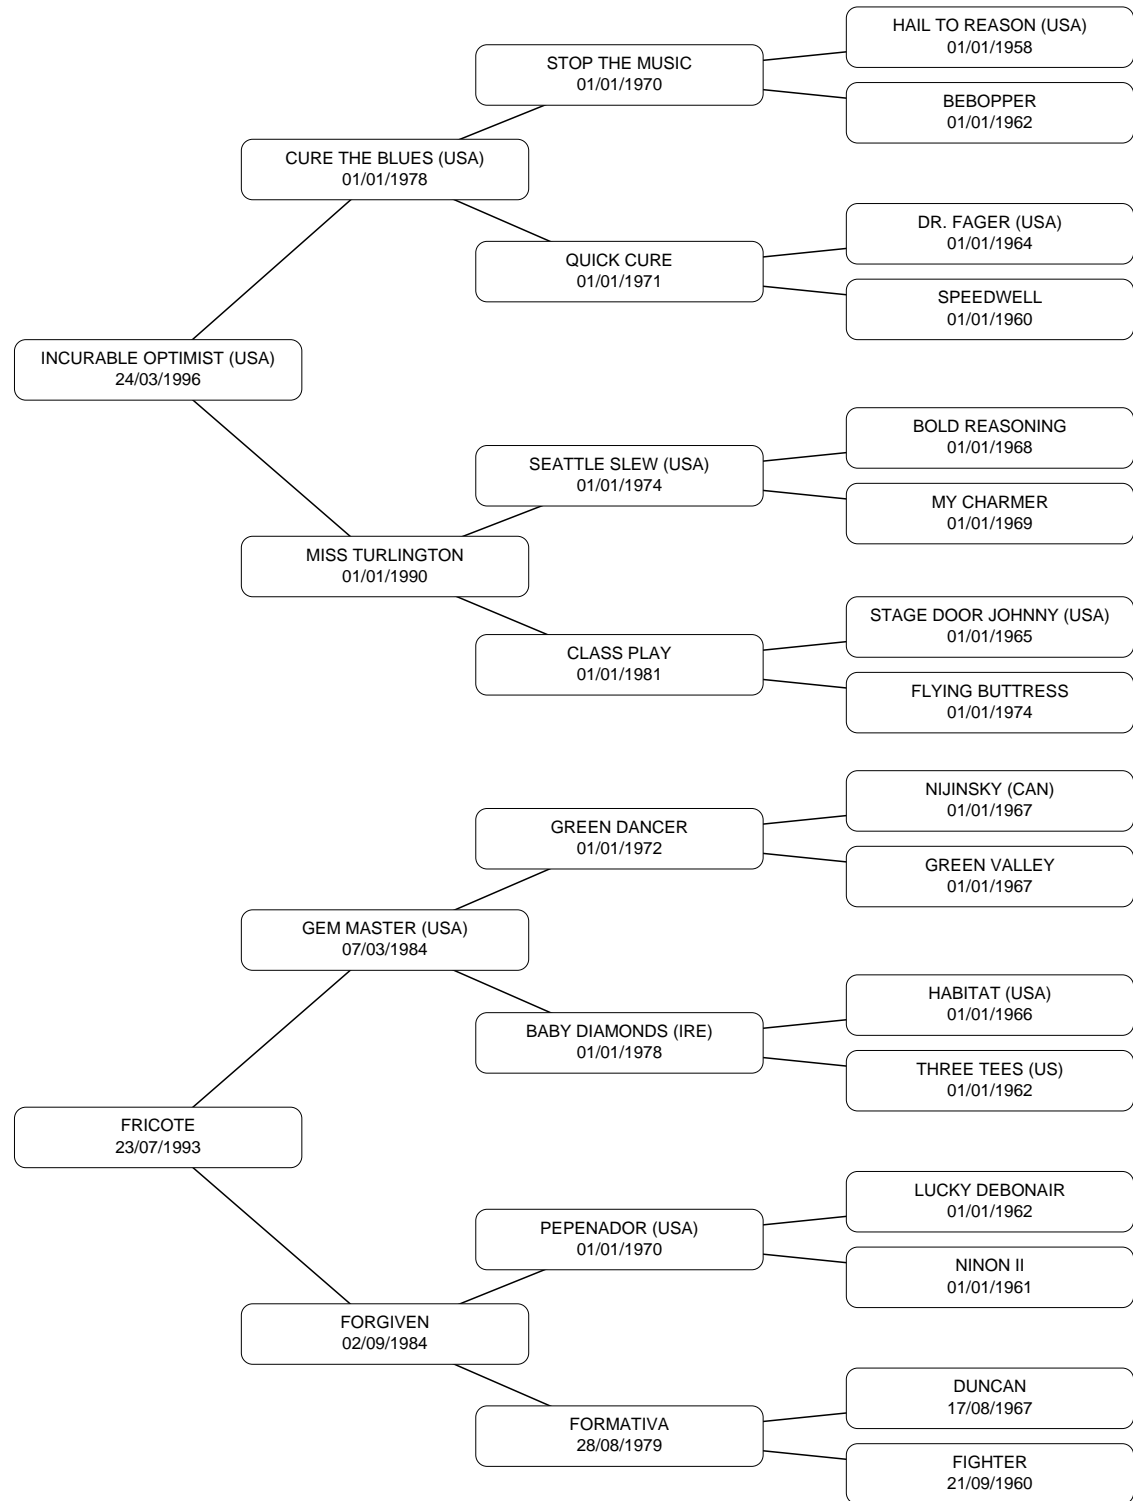 HAIL TO REASON (USA)
01/01/1958
STOP THE MUSIC
01/01/1970
BEBOPPER
01/01/1962
CURE THE BLUES (USA)
01/01/1978
DR. FAGER (USA)
01/01/1964
QUICK CURE
01/01/1971
SPEEDWELL
01/01/1960
INCURABLE OPTIMIST (USA)
24/03/1996
BOLD REASONING
01/01/1968
SEATTLE SLEW (USA)
01/01/1974
MY CHARMER
01/01/1969
MISS TURLINGTON
01/01/1990
STAGE DOOR JOHNNY (USA)
01/01/1965
CLASS PLAY
01/01/1981
FLYING BUTTRESS
01/01/1974
NIJINSKY (CAN)
01/01/1967
GREEN DANCER
01/01/1972
GREEN VALLEY
01/01/1967
GEM MASTER (USA)
07/03/1984
HABITAT (USA)
01/01/1966
BABY DIAMONDS (IRE)
01/01/1978
THREE TEES (US)
01/01/1962
FRICOTE
23/07/1993
LUCKY DEBONAIR
01/01/1962
PEPENADOR (USA)
01/01/1970
NINON II
01/01/1961
FORGIVEN
02/09/1984
DUNCAN
17/08/1967
FORMATIVA
28/08/1979
FIGHTER
21/09/1960